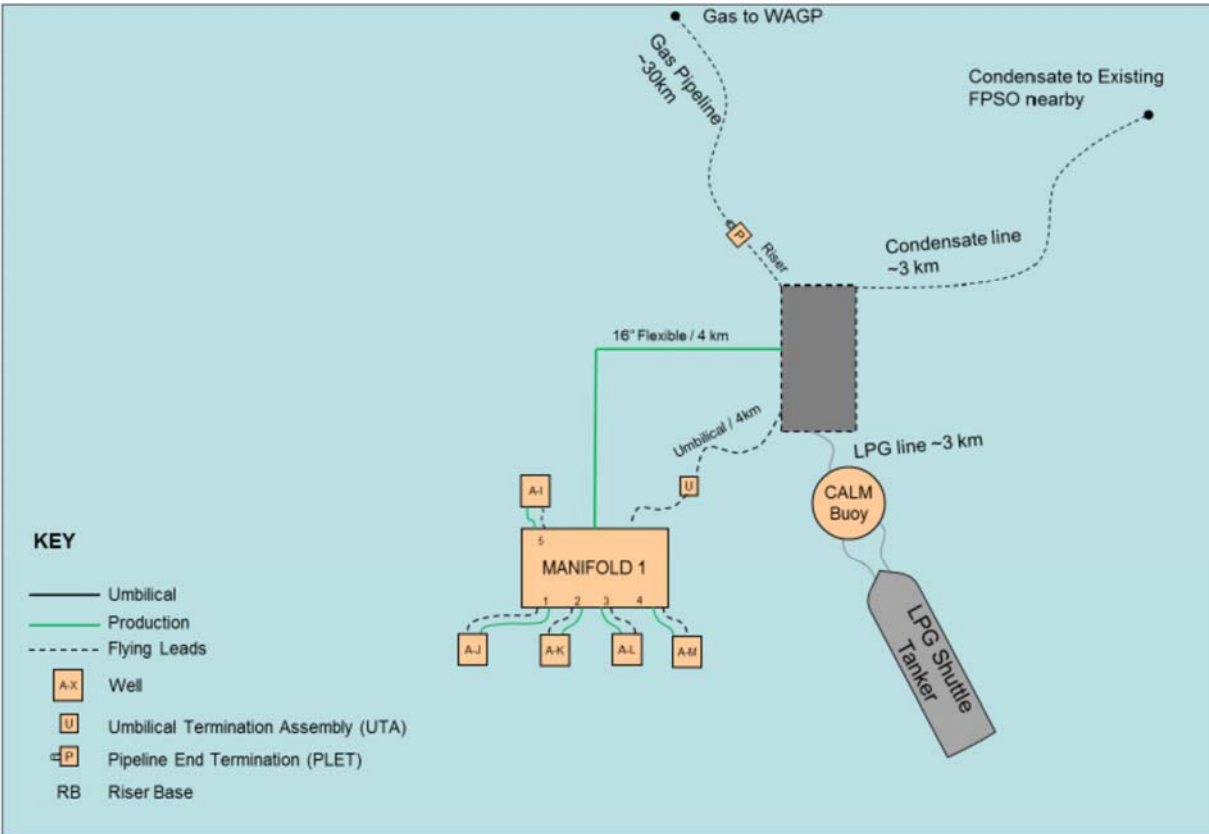 Gas to WAGP
Gas Pipeline
~30km
Condensate to Existing
FPSO nearby
P
Riser
Condensate line
~3 km
16" Flexible / 4 km
Umbilical / 4km
LPG line ~3 km
U
CALM
Buoy
A-I
5
MANIFOLD 1
1 2 3 4
A-J A-K A-L A-M
LPG Shuttle
Tanker
KEY
Umbilical
Production
Flying Leads
A-X Well
U Umbilical Termination Assembly (UTA)
P Pipeline End Termination (PLET)
RB Riser Base